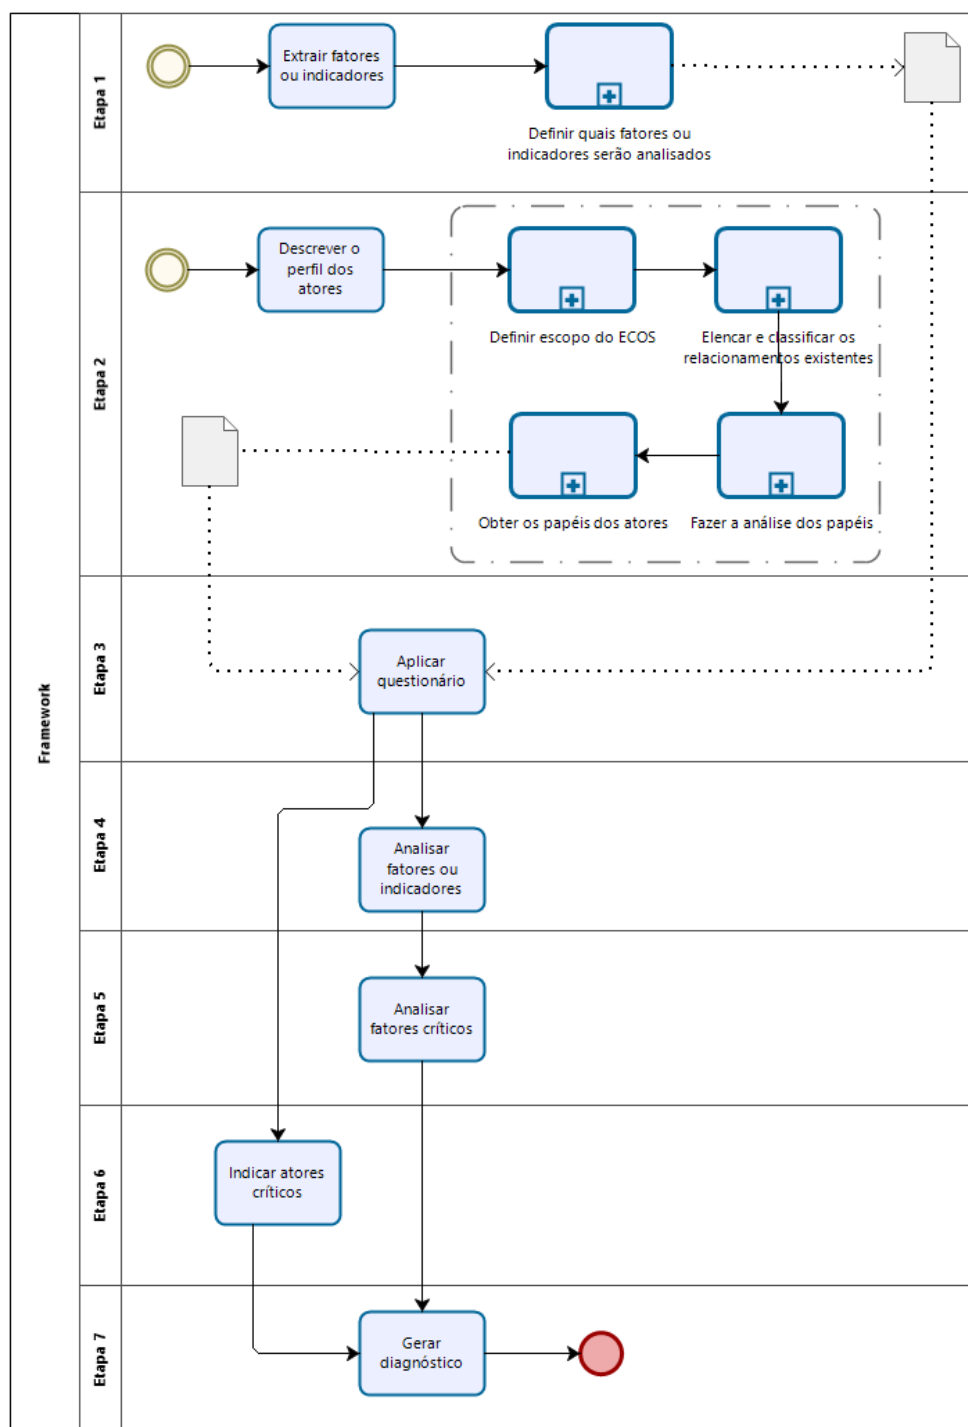 Framework
Etapa 1
Extrair fatores
ou indicadores
Definir quais fatores ou
indicadores serão analisados
Etapa 2
Descrever o
perfil dos
atores
Definir escopo do ECOS
Elencar e classificar os
relacionamentos existentes
Obter os papéis dos atores
Fazer a análise dos papéis
Etapa 3
Aplicar
questionário
Etapa 4
Analisar
fatores ou
indicadores
Etapa 5
Analisar
fatores críticos
Etapa 6
Indicar atores
críticos
Etapa 7
Gerar
diagnóstico